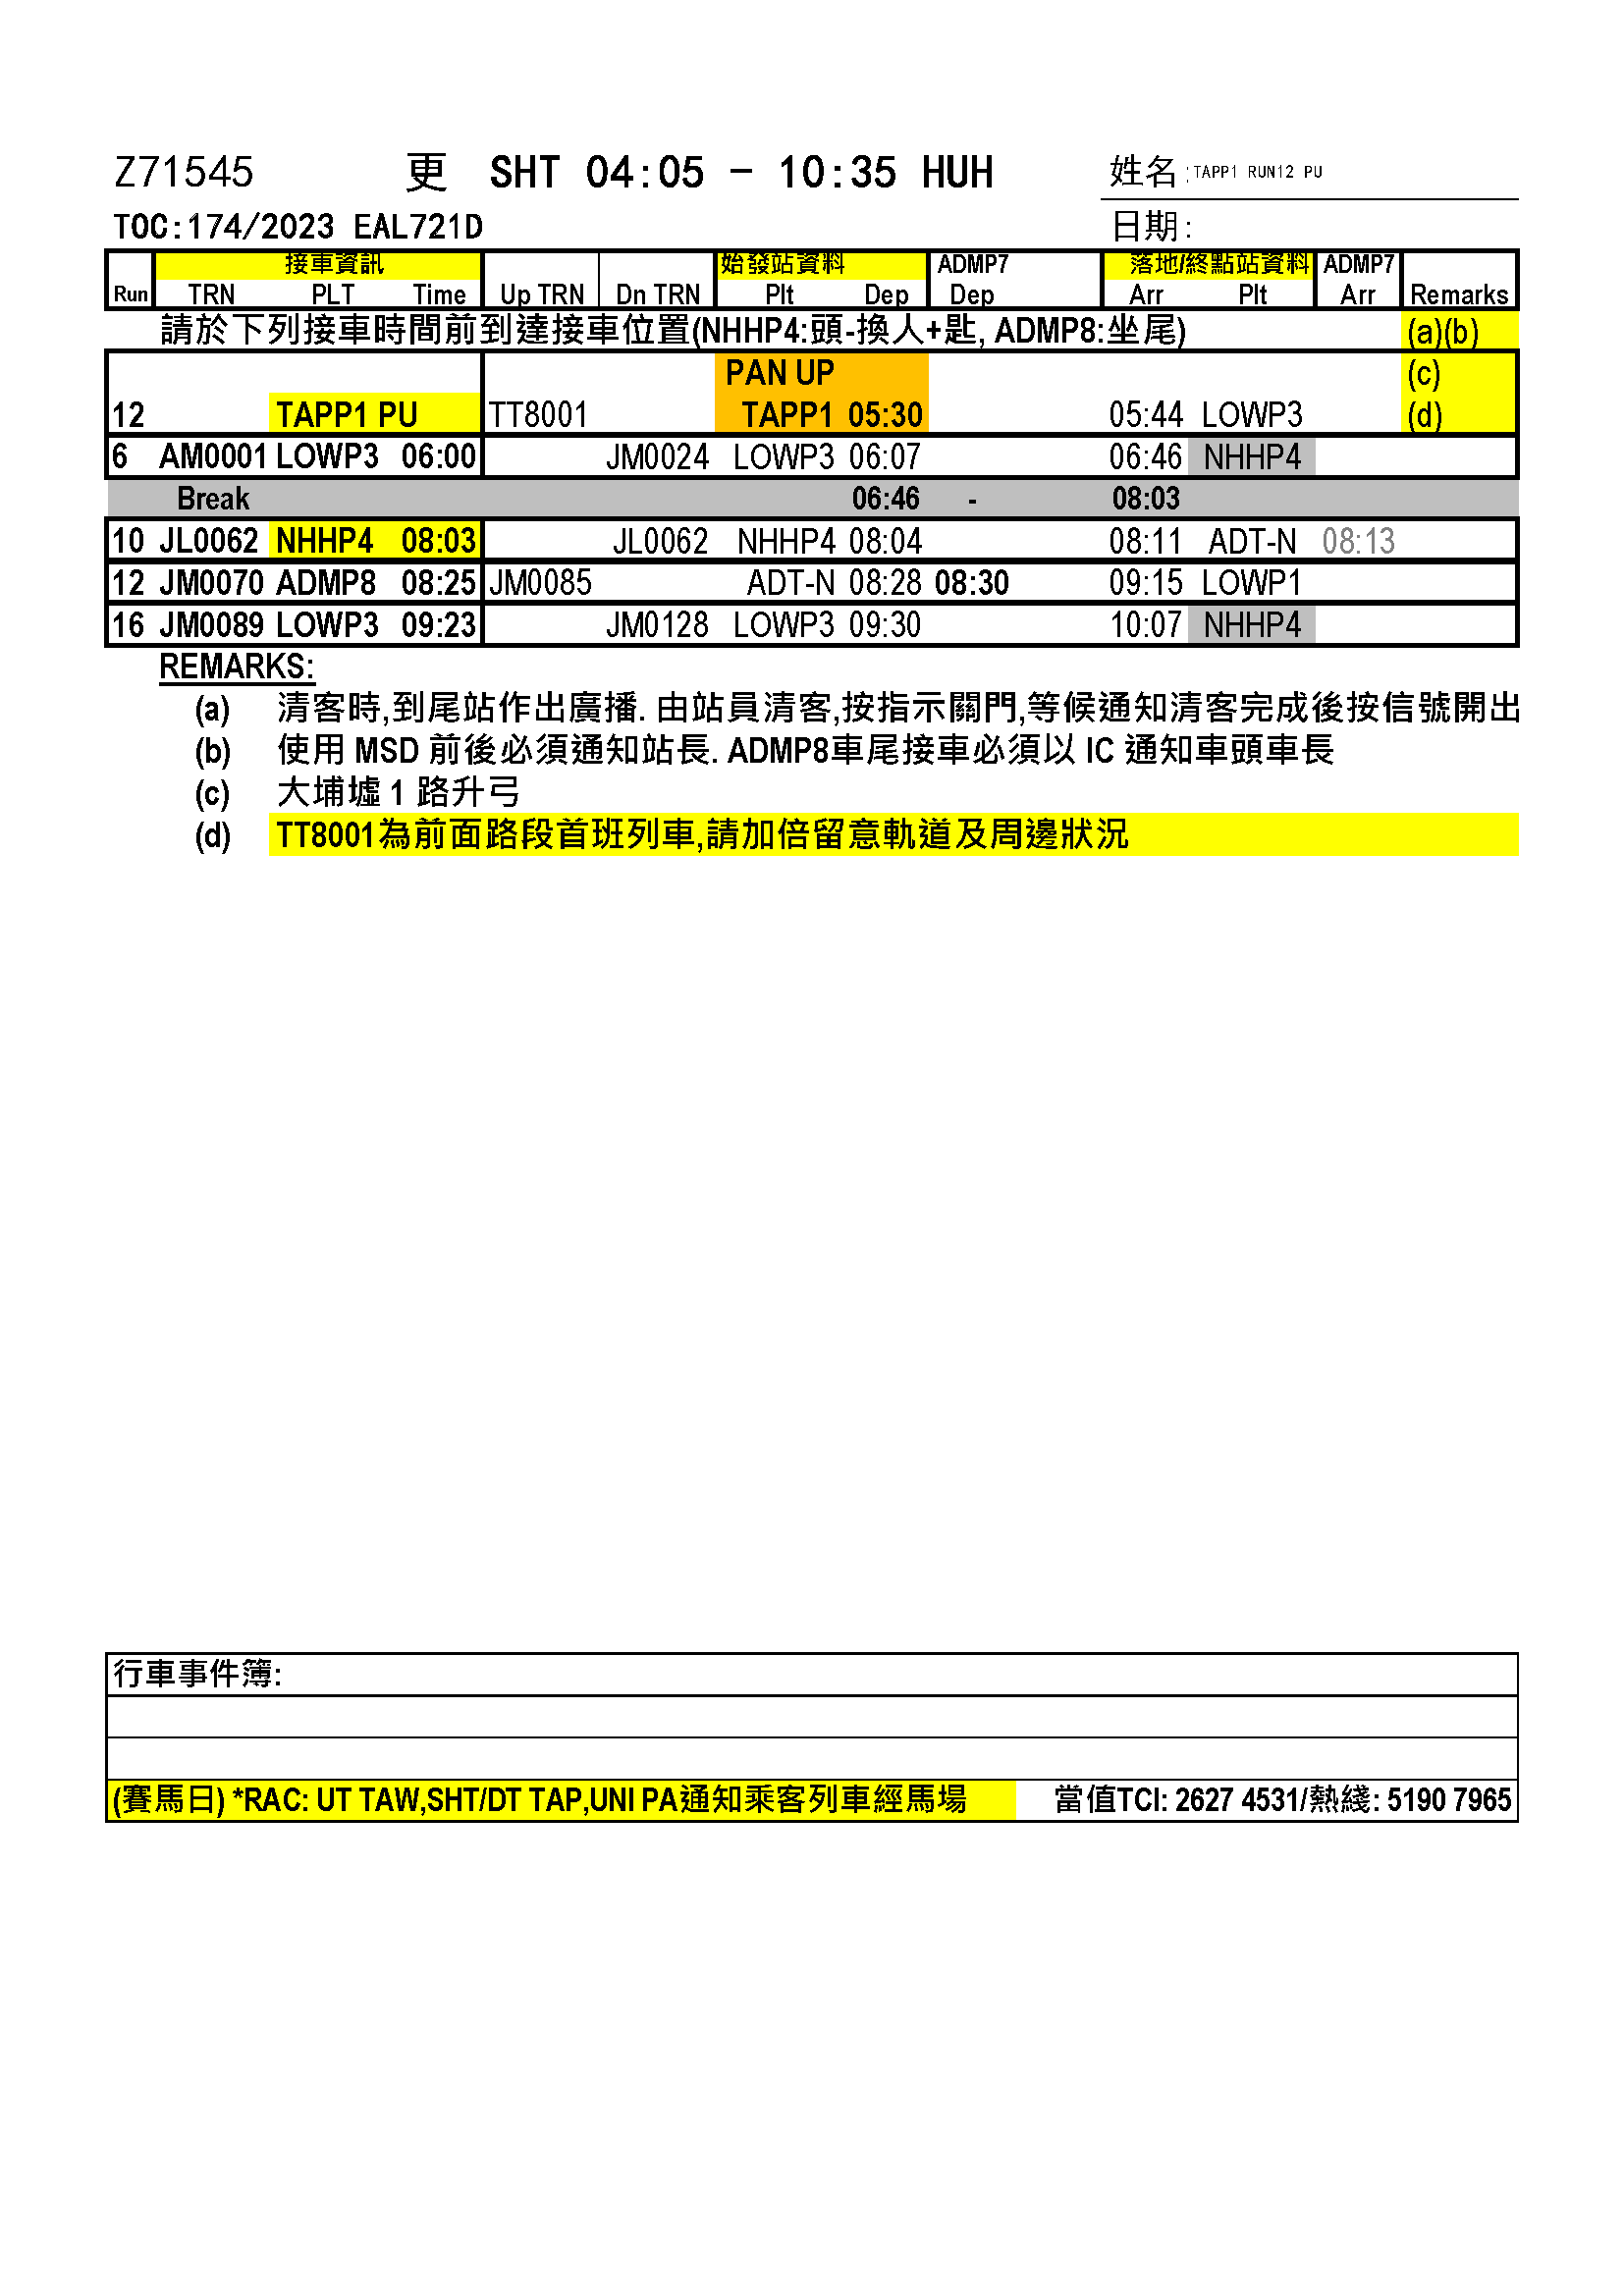 Z71545 更 SHT 04:05 - 10:35 HUH 姓名:TAPP1 RUN12 PU
TOC:174/2023 EAL721D 日期:
接車資訊 始發站資料 ADMP7 落地/終點站資料 ADMP7
Run TRN PLT Time Up TRN Dn TRN Plt Dep Dep Arr Plt Arr Remarks
請於下列接車時間前到達接車位置(NHHP4:頭-換人+匙, ADMP8:坐尾) (a)(b)
PAN UP (c)
12 TAPP1 PU TT8001 TAPP1 05:30 05:44 LOWP3 (d)
6 AM0001 LOWP3 06:00 JM0024 LOWP3 06:07 06:46 NHHP4
Break 06:46 - 08:03
10 JL0062 NHHP4 08:03 JL0062 NHHP4 08:04 08:11 ADT-N 08:13
12 JM0070 ADMP8 08:25 JM0085 ADT-N 08:28 08:30 09:15 LOWP1
16 JM0089 LOWP3 09:23 JM0128 LOWP3 09:30 10:07 NHHP4
REMARKS:
(a) 清客時,到尾站作出廣播. 由站員清客,按指示關門,等候通知清客完成後按信號開出
(b) 使用 MSD 前後必須通知站長. ADMP8車尾接車必須以 IC 通知車頭車長
(c) 大埔墟 1 路升弓
(d) TT8001為前面路段首班列車,請加倍留意軌道及周邊狀況
行車事件簿:
(賽馬日) *RAC: UT TAW,SHT/DT TAP,UNI PA通知乘客列車經馬場 當值TCI: 2627 4531/熱綫: 5190 7965